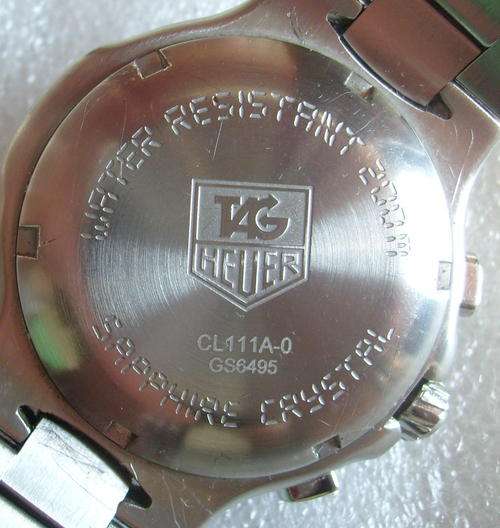 WATER RESISTANT 200M
TAG
HEUER
CL111A-0
GS6495
SAPPHIRE CRYSTAL